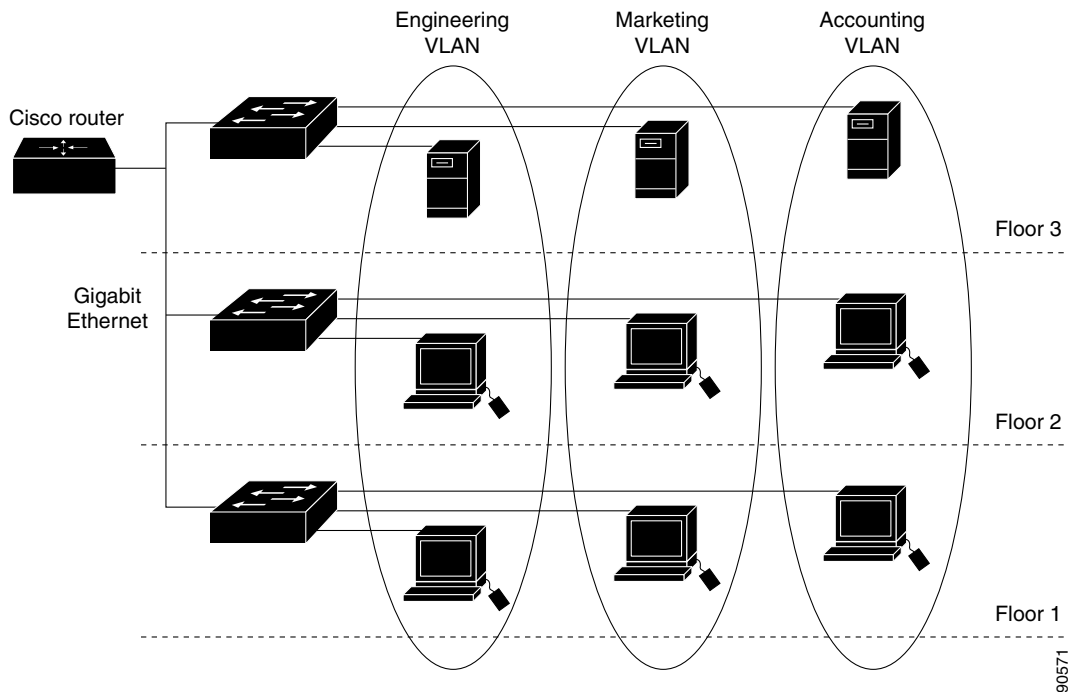 Engineering
VLAN
Marketing
VLAN
Accounting
VLAN
Cisco router
Floor 3
Gigabit
Ethernet
Floor 2
Floor 1
90571